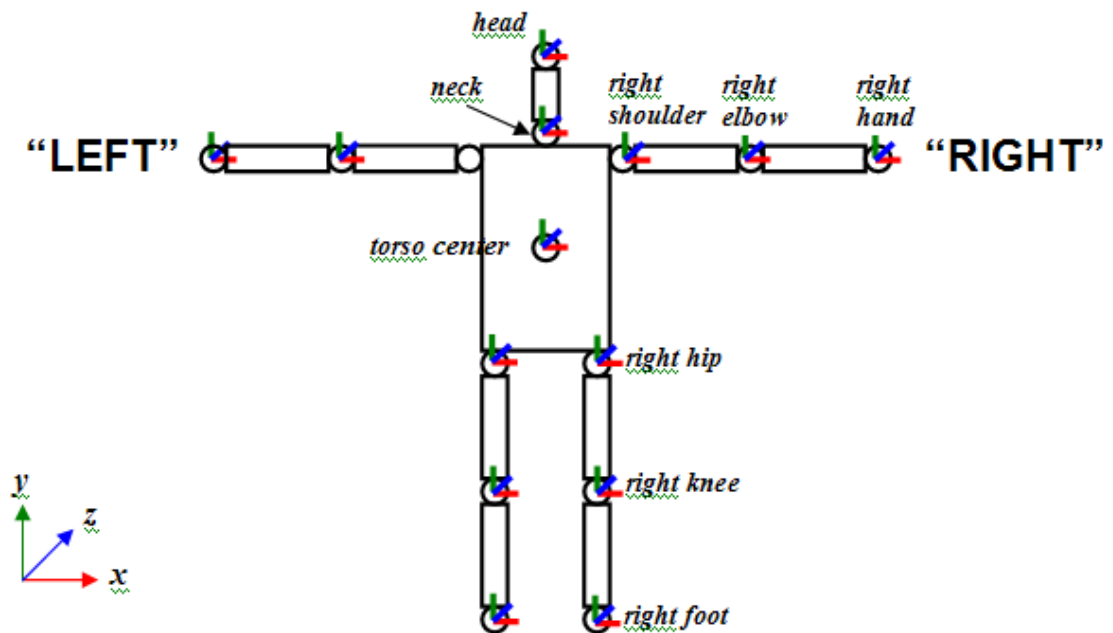 head
neck
right
shoulder
right
elbow
right
hand
“LEFT”
“RIGHT”
torso center
right hip
right knee
right foot
y
z
x